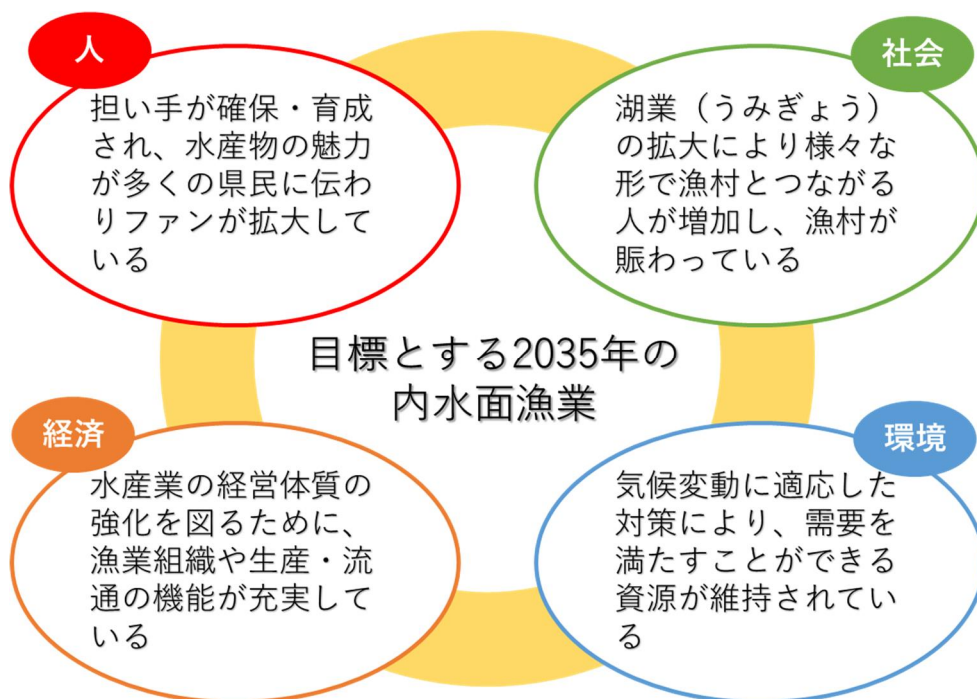 人
担い手が確保・育成
され、水産物の魅力
が多くの県民に伝わ
りファンが拡大して
いる
社会
湖業（うみぎょう）
の拡大により様々な
形で漁村とつながる
人が増加し、漁村が
賑わっている
目標とする2035年の
内水面漁業
経済
水産業の経営体質の
強化を図るために、
漁業組織や生産・流
通の機能が充実して
いる
環境
気候変動に適応した
対策により、需要を
満たすことができる
資源が維持されてい
る